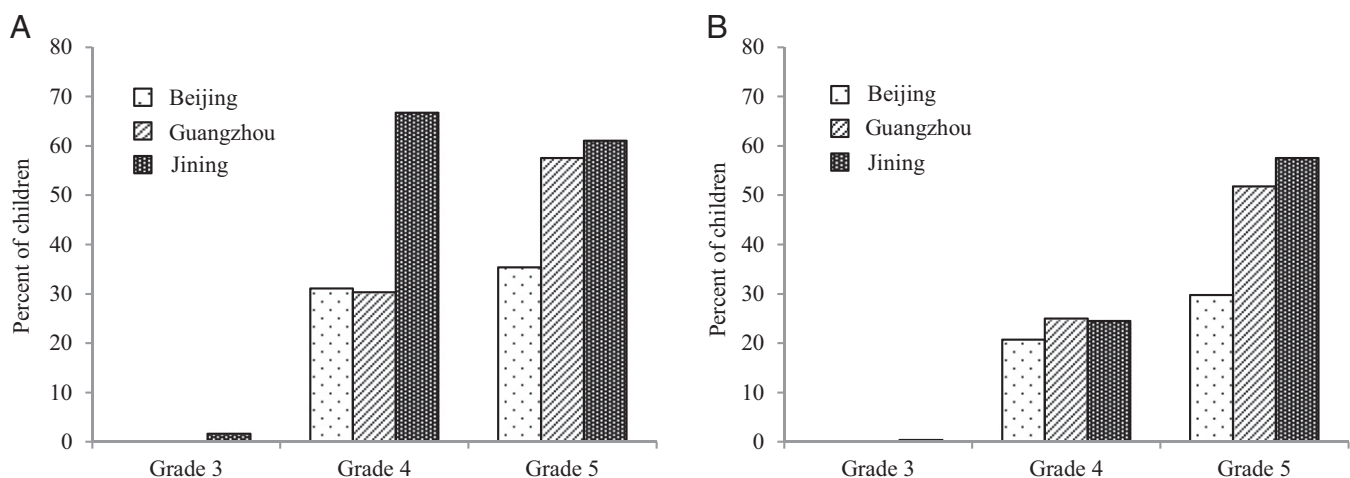 A
Percent of children
80
70
60
50
40
30
20
10
0
Beijing
Guangzhou
Jining
Grade 3
Grade 4
Grade 5
B
Percent of children
80
70
60
50
40
30
20
10
0
Beijing
Guangzhou
Jining
Grade 3
Grade 4
Grade 5